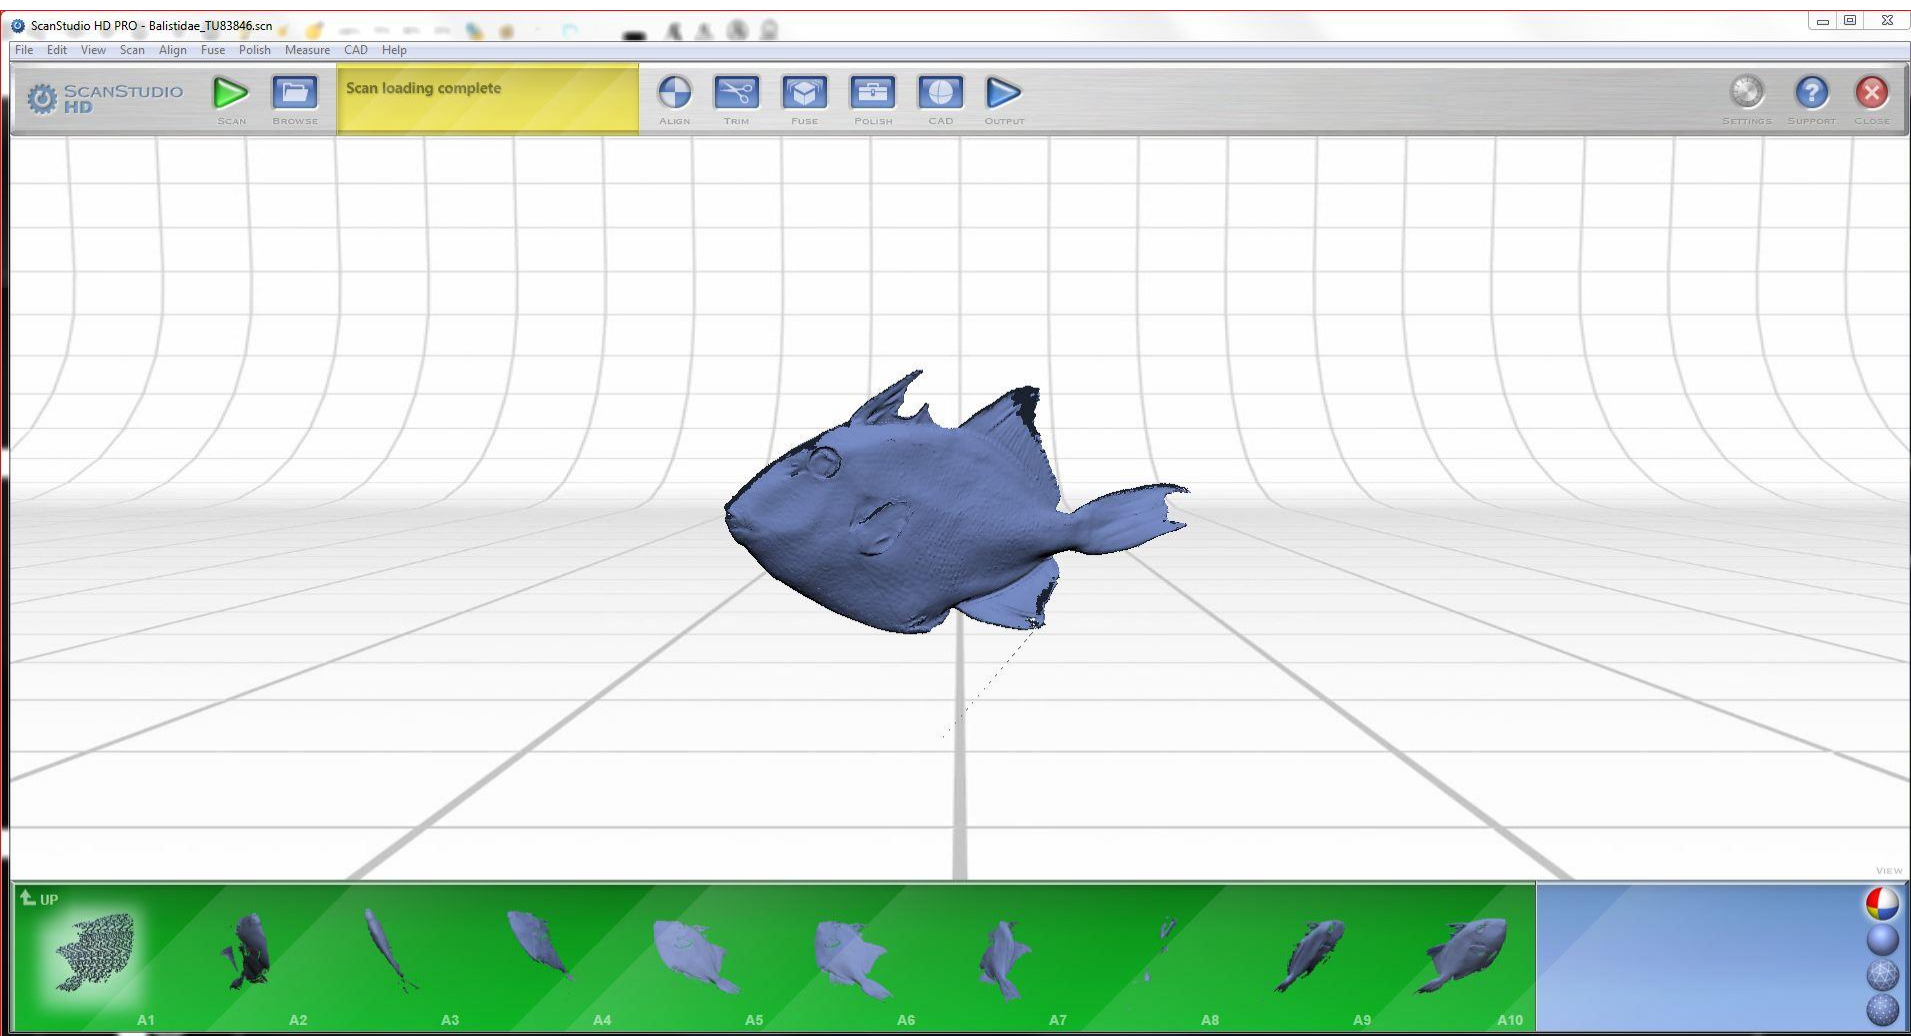 ScanStudio HD PRO - Balistidae_TU83846.scn
File Edit View Scan Align Fuse Polish Measure CAD Help
SCANSTUDIO
HD
Scan loading complete
SCAN BROWSE ALIGN TRIM FUSE POLISH CAD OUTPUT SETTINGS SUPPORT CLOSE
VIEW
UP
A1 A2 A3 A4 A5 A6 A7 A8 A9 A10